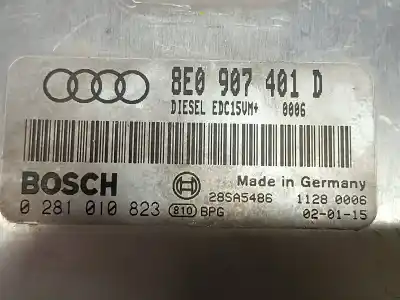 8E0 907 401 D
DIESEL EDC15VM+ 0006
BOSCH Made in Germany
28SA5486 1128 0006
0 281 010 823 810 BPG 02-01-15